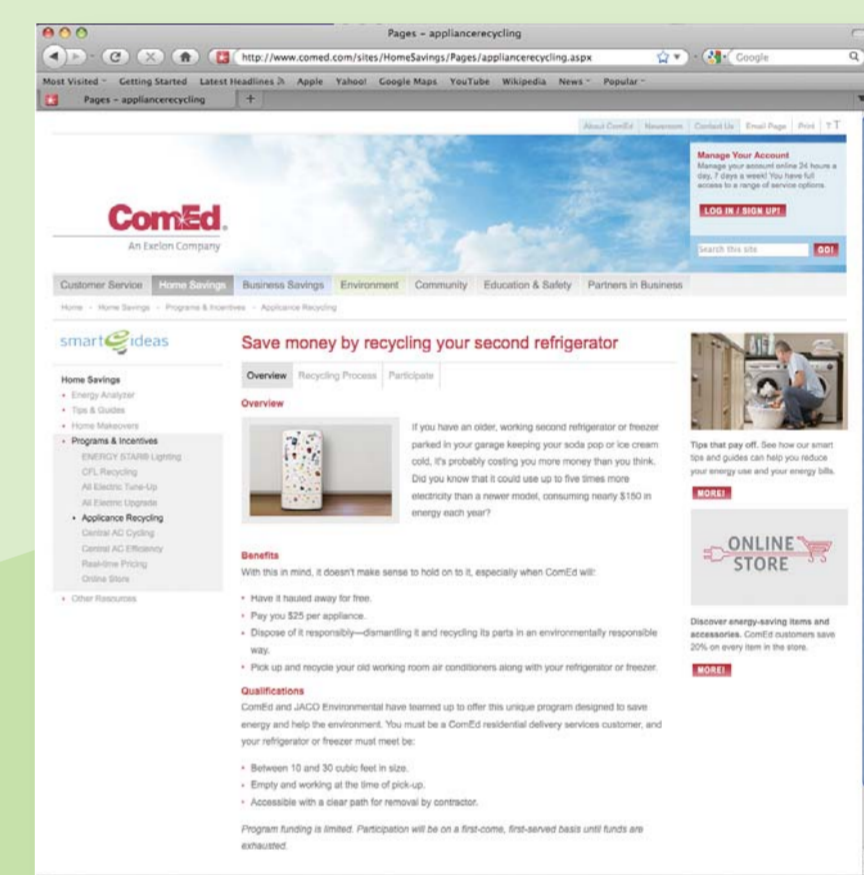 Pages – appliancerecycling
http://www.comed.com/sites/HomeSavings/Pages/appliancerecycling.aspx
Google
Most Visited Getting Started Latest Headlines Apple Yahoo! Google Maps YouTube Wikipedia News Popular
Pages – appliancerecycling +
About ComEd Newsroom Contact Us Email Page Print T T
Manage Your Account
Manage your account online 24 hours a
day, 7 days a week! You have full
access to a range of service options.
LOG IN / SIGN UP!
Search this site GO!
ComEd.
An Exelon Company
Customer Service Home Savings Business Savings Environment Community Education & Safety Partners in Business
Home Home Savings Programs & Incentives Applicance Recycling
smart e ideas
Home Savings
• Energy Analyzer
• Tips & Guides
• Home Makeovers
• Programs & Incentives
ENERGY STAR® Lighting
CFL Recycling
All Electric Tune-Up
All Electric Upgrade
• Applicance Recycling
Central AC Cycling
Central AC Efficiency
Real-time Pricing
Online Store
• Other Resources
Save money by recycling your second refrigerator
Overview Recycling Process Participate
Overview
If you have an older, working second refrigerator or freezer
parked in your garage keeping your soda pop or ice cream
cold, it's probably costing you more money than you think.
Did you know that it could use up to five times more
electricity than a newer model, consuming nearly $150 in
energy each year?
Benefits
With this in mind, it doesn't make sense to hold on to it, especially when ComEd will:
• Have it hauled away for free.
• Pay you $25 per appliance.
• Dispose of it responsibly—dismantling it and recycling its parts in an environmentally responsible
way.
• Pick up and recycle your old working room air conditioners along with your refrigerator or freezer.
Qualifications
ComEd and JACO Environmental have teamed up to offer this unique program designed to save
energy and help the environment. You must be a ComEd residential delivery services customer, and
your refrigerator or freezer must meet be:
• Between 10 and 30 cubic feet in size.
• Empty and working at the time of pick-up.
• Accessible with a clear path for removal by contractor.
Program funding is limited. Participation will be on a first-come, first-served basis until funds are
exhausted.
Tips that pay off. See how our smart
tips and guides can help you reduce
your energy use and your energy bills.
MORE!
ONLINE
STORE
Discover energy-saving items and
accessories. ComEd customers save
20% on every item in the store.
MORE!